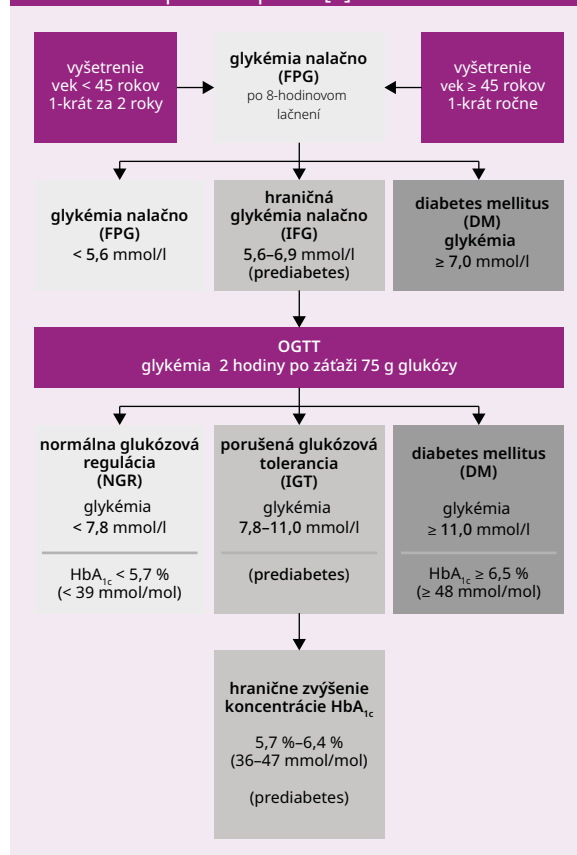 vyšetrenie
vek < 45 rokov
1-krát za 2 roky
glykémia nalačno
(FPG)
po 8-hodinovom
lačnení
vyšetrenie
vek ≥ 45 rokov
1-krát ročne
glykémia nalačno
(FPG)
< 5,6 mmol/l
hraničná
glykémia nalačno
(IFG)
5,6–6,9 mmol/l
(prediabetes)
diabetes mellitus
(DM)
glykémia
≥ 7,0 mmol/l
OGTT
glykémia 2 hodiny po záťaži 75 g glukózy
normálna glukózová
regulácia
(NGR)
glykémia
< 7,8 mmol/l
HbA1c < 5,7 %
(< 39 mmol/mol)
porušená glukózová
tolerancia
(IGT)
glykémia
7,8–11,0 mmol/l
(prediabetes)
diabetes mellitus
(DM)
glykémia
≥ 11,0 mmol/l
HbA1c ≥ 6,5 %
(≥ 48 mmol/mol)
hranične zvýšenie
koncentrácie HbA1c
5,7 %–6,4 %
(36–47 mmol/mol)
(prediabetes)